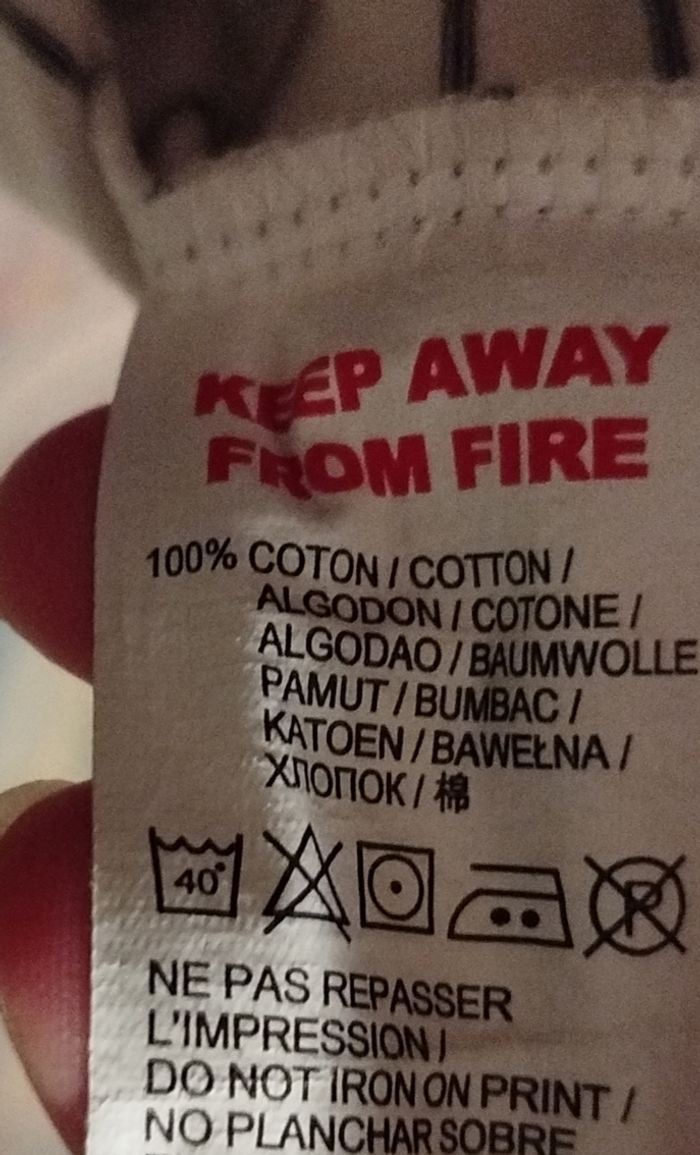 KEEP AWAY
FROM FIRE
100% COTON / COTTON /
ALGODON / COTONE /
ALGODAO / BAUMWOLLE
PAMUT / BUMBAC /
KATOEN / BAWEŁNA /
ХЛОПОК / 棉
40° P
NE PAS REPASSER
L'IMPRESSION /
DO NOT IRON ON PRINT /
NO PLANCHAR SOBRE